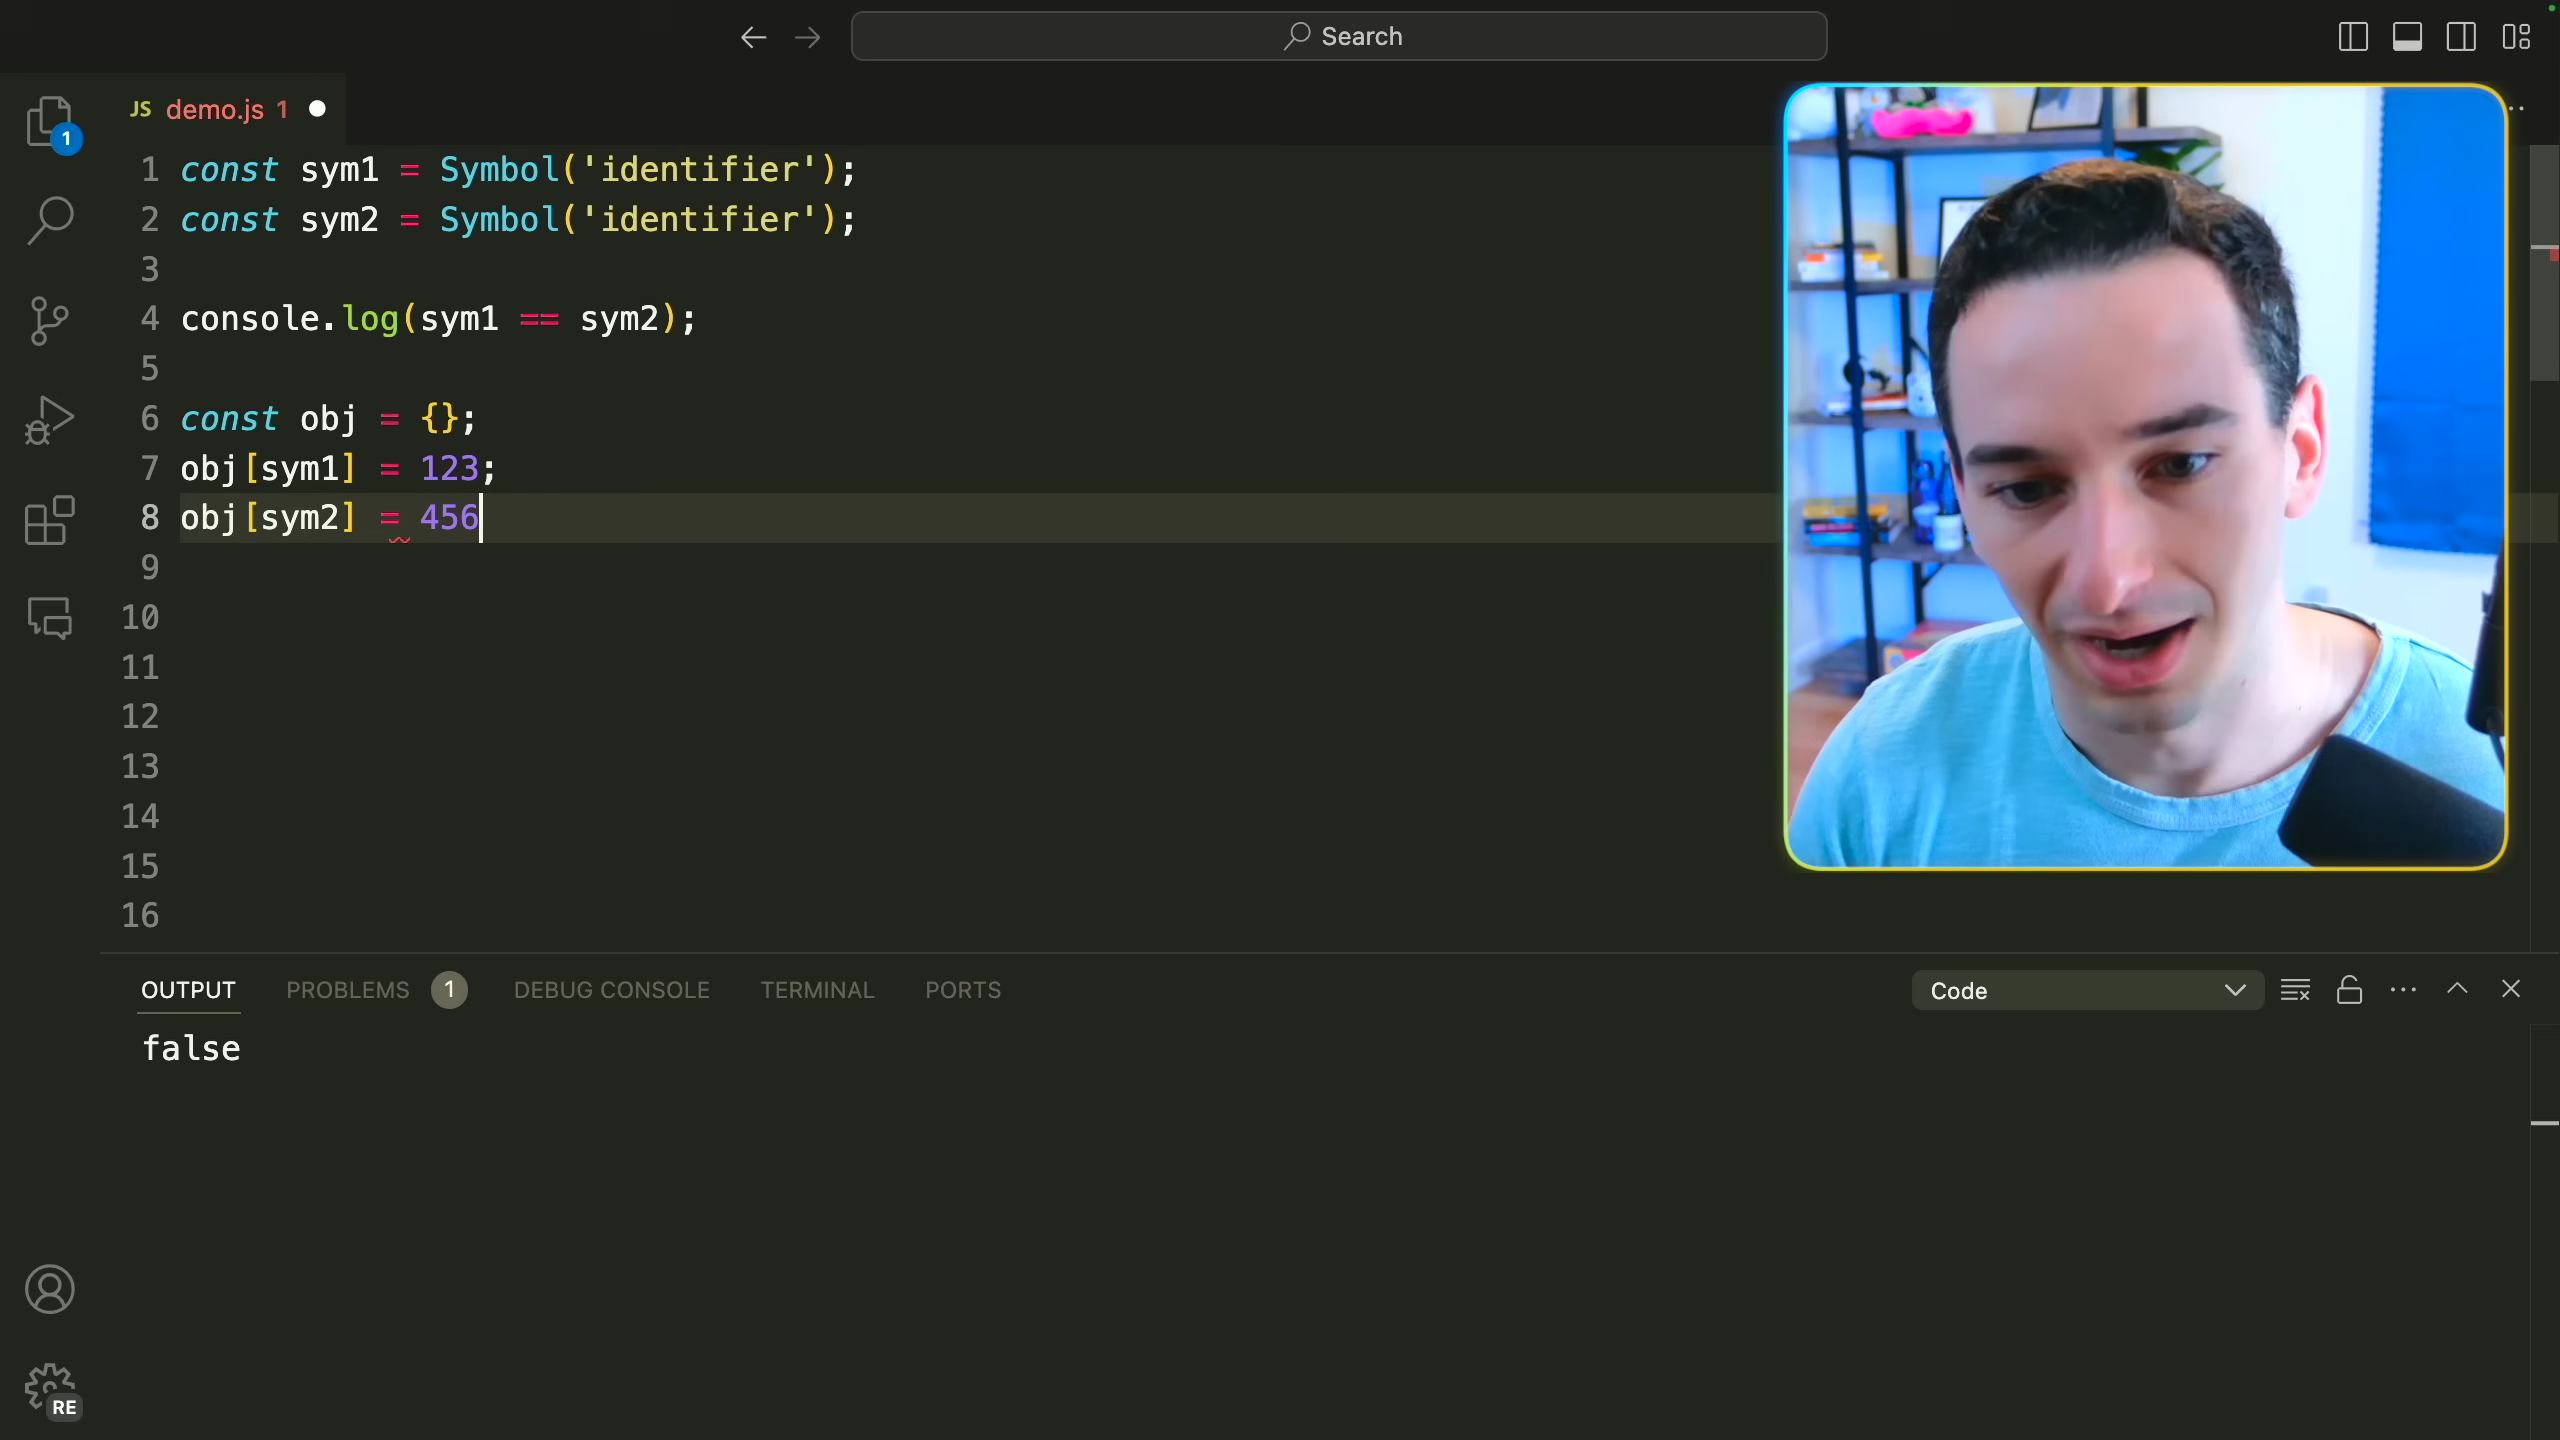 Search
JS demo.js 1
1
1 const sym1 = Symbol('identifier');
2 const sym2 = Symbol('identifier');
3
4 console.log(sym1 == sym2);
5
6 const obj = {};
7 obj[sym1] = 123;
8 obj[sym2] = 456
9
10
11
12
13
14
15
16
OUTPUT PROBLEMS 1 DEBUG CONSOLE TERMINAL PORTS Code
false
RE